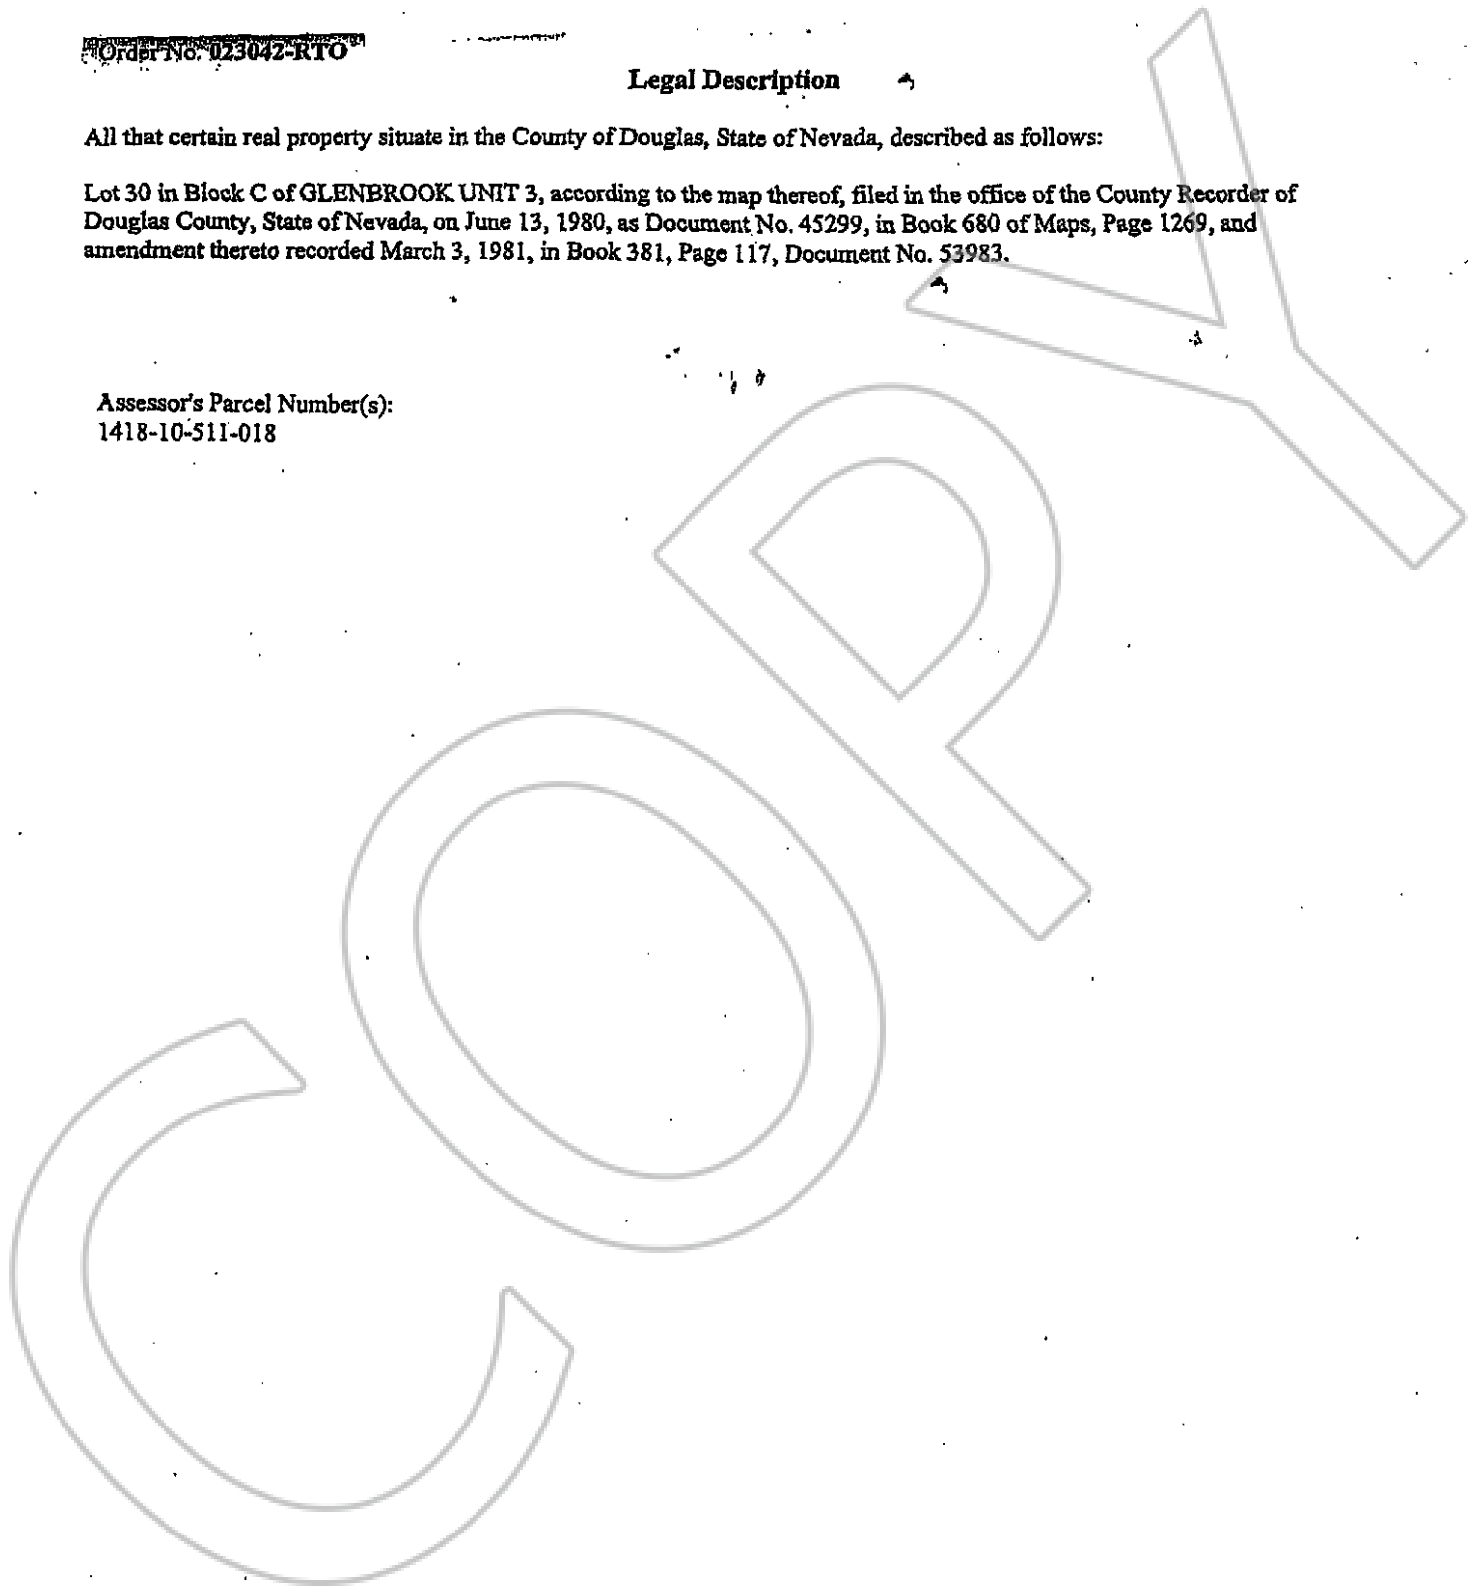 Order No. 023042-RTO
Legal Description
All that certain real property situate in the County of Douglas, State of Nevada, described as follows:
Lot 30 in Block C of GLENBROOK UNIT 3, according to the map thereof, filed in the office of the County Recorder of
Douglas County, State of Nevada, on June 13, 1980, as Document No. 45299, in Book 680 of Maps, Page 1269, and
amendment thereto recorded March 3, 1981, in Book 381, Page 117, Document No. 53983.
Assessor's Parcel Number(s):
1418-10-511-018
COPY